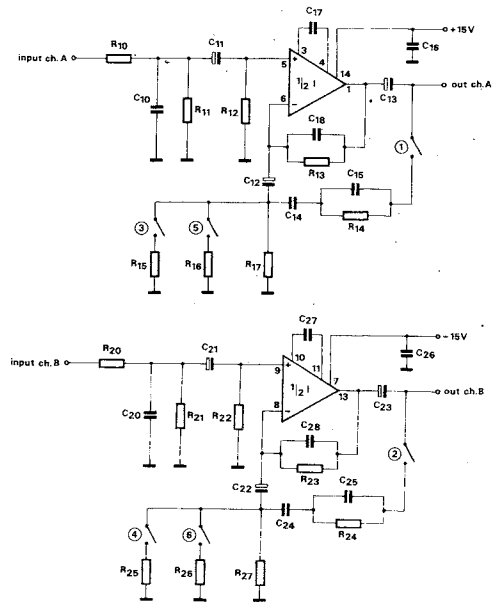 C17
+15V
C16
input ch. A
R10
C11
3
4
14
5
+
1|2 I
1
6
−
out ch.A
C13
C10
R11
R12
C18
R13
1
C12
C15
C14
R14
3
5
R15
R16
R17
C27
-15V
C26
input ch. B
R20
C21
10
11
7
9
+
1|2 I
13
8
−
out ch.B
C23
C20
R21
R22
C28
R23
2
C22
C25
C24
R24
4
6
R25
R26
R27